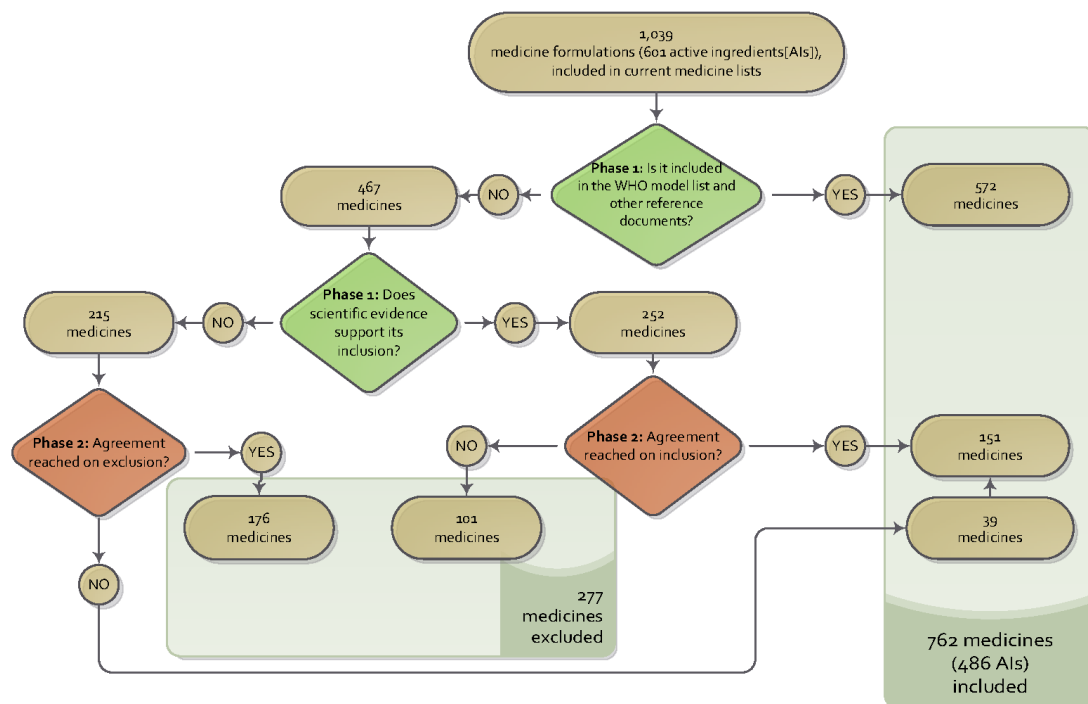 1,039
medicine formulations (601 active ingredients[AIs]),
included in current medicine lists
Phase 1: Is it included
in the WHO model list and
other reference
documents?
NO
YES
467
medicines
572
medicines
Phase 1: Does
scientific evidence
support its
inclusion?
NO
YES
215
medicines
252
medicines
Phase 2: Agreement
reached on exclusion?
YES
NO
Phase 2: Agreement
reached on inclusion?
YES
151
medicines
176
medicines
101
medicines
39
medicines
NO
277
medicines
excluded
762 medicines
(486 AIs)
included